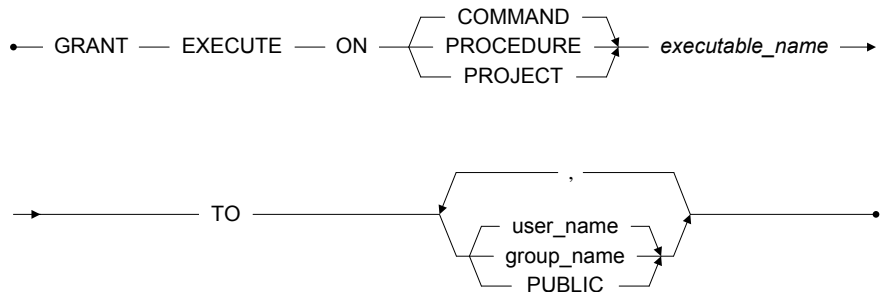 COMMAND
GRANT EXECUTE ON PROCEDURE executable_name
PROJECT
,
TO
user_name
group_name
PUBLIC